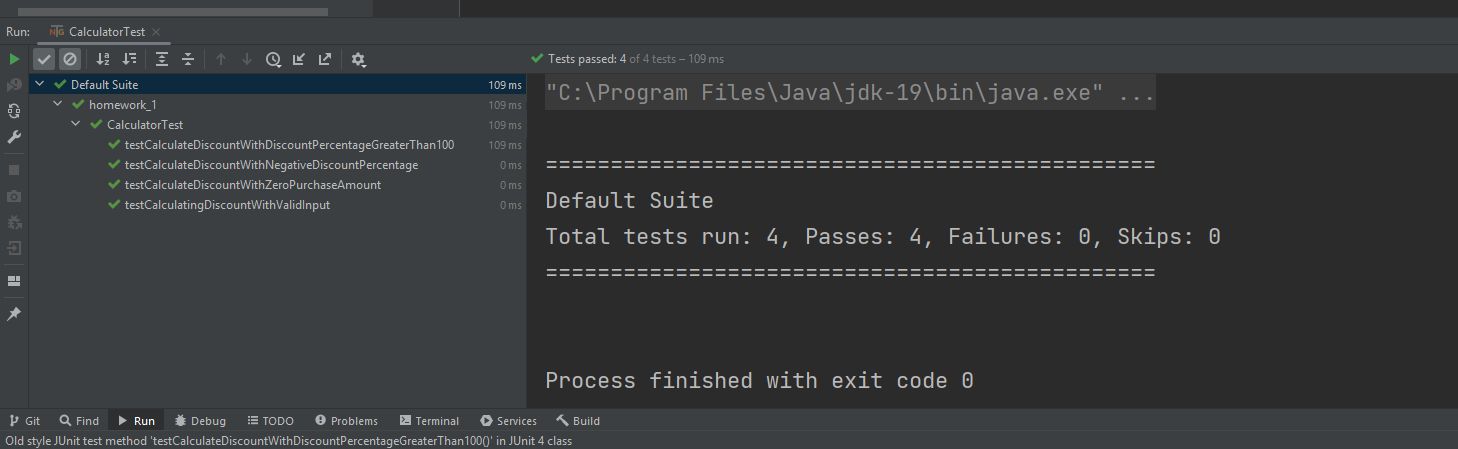 Run: CalculatorTest
Tests passed: 4 of 4 tests – 109 ms
Default Suite 109 ms
homework_1 109 ms
CalculatorTest 109 ms
testCalculateDiscountWithDiscountPercentageGreaterThan100 109 ms
testCalculateDiscountWithNegativeDiscountPercentage 0 ms
testCalculateDiscountWithZeroPurchaseAmount 0 ms
testCalculatingDiscountWithValidInput 0 ms
"C:\Program Files\Java\jdk-19\bin\java.exe" ...
===============================================
Default Suite
Total tests run: 4, Passes: 4, Failures: 0, Skips: 0
===============================================
Process finished with exit code 0
Git Find Run Debug TODO Problems Terminal Services Build
Old style JUnit test method 'testCalculateDiscountWithDiscountPercentageGreaterThan100()' in JUnit 4 class